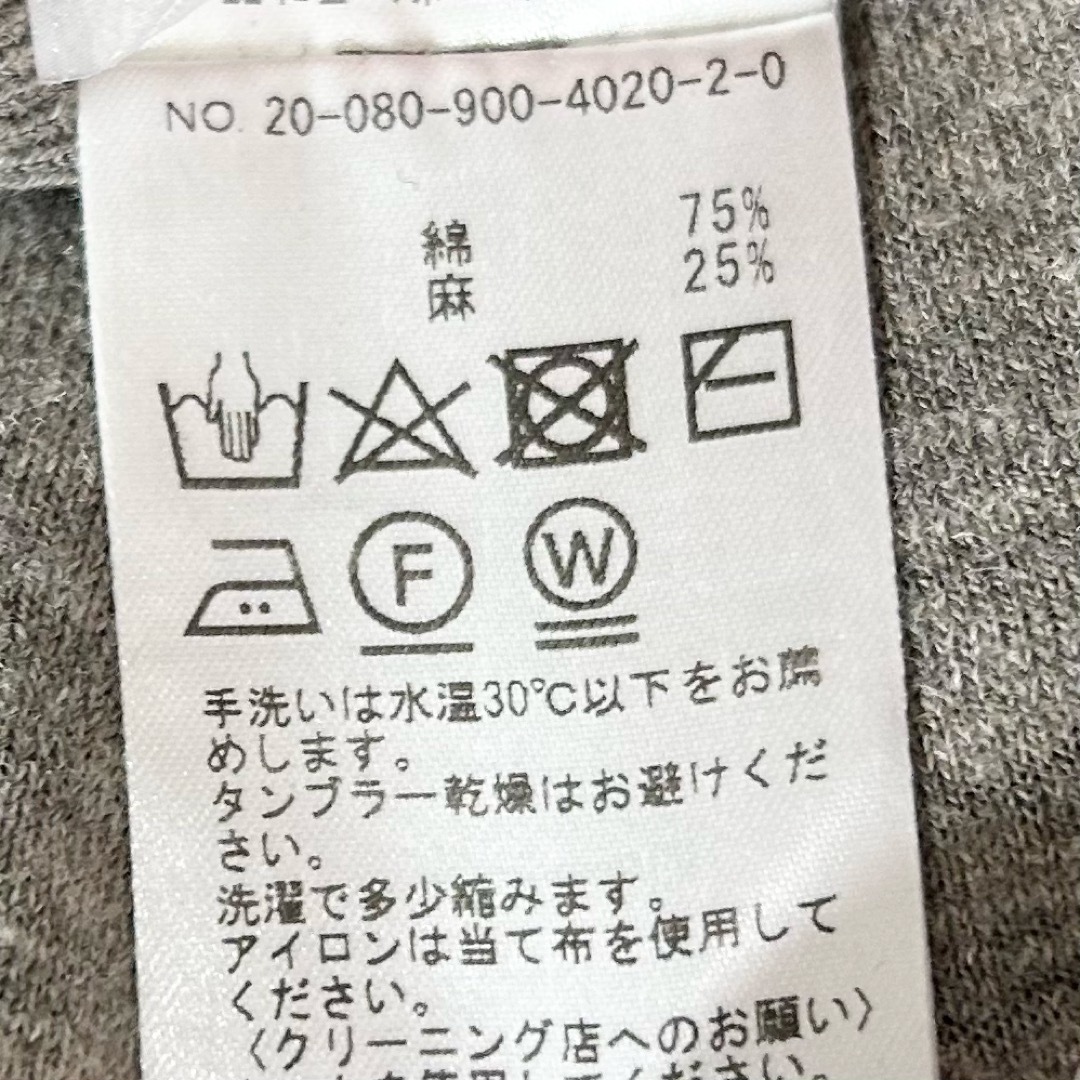 NO. 20-080-900-4020-2-0
綿 75%
麻 25%
F W
手洗いは水温30℃以下をお薦
めします。
タンブラー乾燥はお避けくだ
さい。
洗濯で多少縮みます。
アイロンは当て布を使用して
ください。
〈クリーニング店へのお願い〉